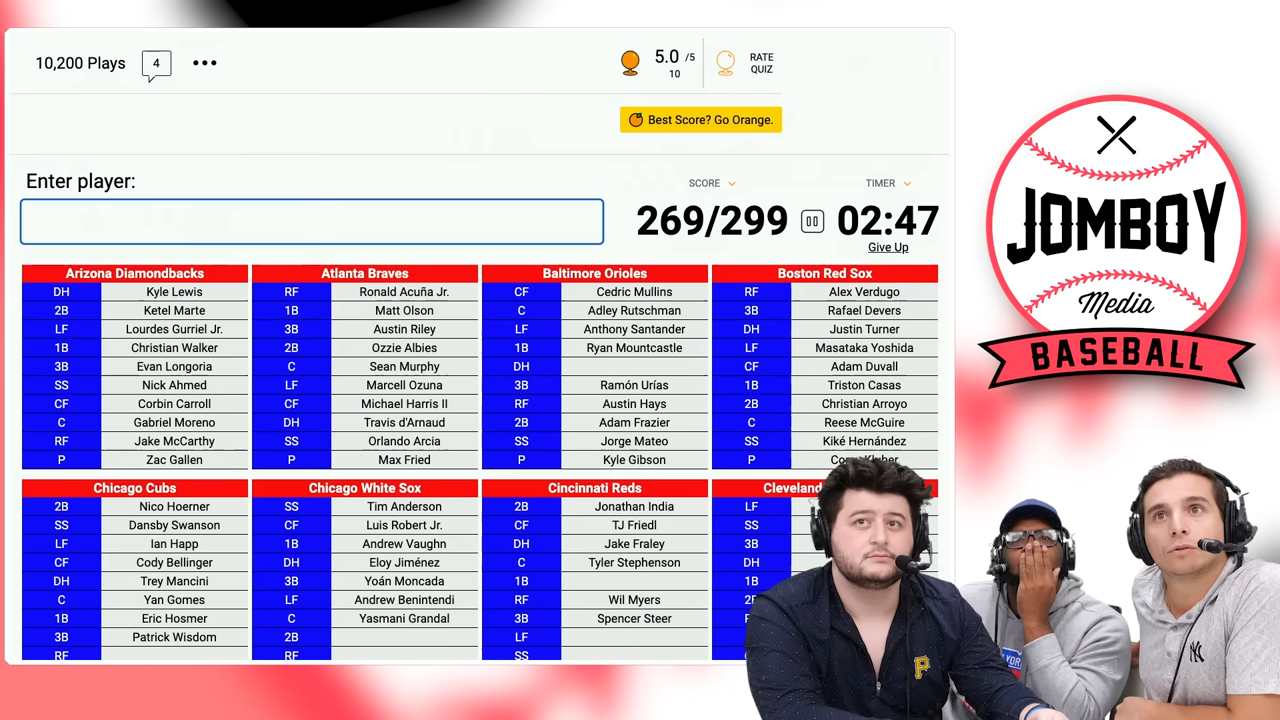 10,200 Plays 4 ••• 5.0 /5 10 RATE QUIZ
Best Score? Go Orange.
Enter player: SCORE TIMER
269/299 02:47
Give Up
Arizona Diamondbacks Atlanta Braves Baltimore Orioles Boston Red Sox
DH Kyle Lewis RF Ronald Acuña Jr. CF Cedric Mullins RF Alex Verdugo
2B Ketel Marte 1B Matt Olson C Adley Rutschman 3B Rafael Devers
LF Lourdes Gurriel Jr. 3B Austin Riley LF Anthony Santander DH Justin Turner
1B Christian Walker 2B Ozzie Albies 1B Ryan Mountcastle LF Masataka Yoshida
3B Evan Longoria C Sean Murphy DH CF Adam Duvall
SS Nick Ahmed LF Marcell Ozuna 3B Ramón Urías 1B Triston Casas
CF Corbin Carroll CF Michael Harris II RF Austin Hays 2B Christian Arroyo
C Gabriel Moreno DH Travis d'Arnaud 2B Adam Frazier C Reese McGuire
RF Jake McCarthy SS Orlando Arcia SS Jorge Mateo SS Kiké Hernández
P Zac Gallen P Max Fried P Kyle Gibson P
Chicago Cubs Chicago White Sox Cincinnati Reds Cleveland
2B Nico Hoerner SS Tim Anderson 2B Jonathan India LF
SS Dansby Swanson CF Luis Robert Jr. CF TJ Friedl SS
LF Ian Happ 1B Andrew Vaughn DH Jake Fraley 3B
CF Cody Bellinger DH Eloy Jiménez C Tyler Stephenson DH
DH Trey Mancini 3B Yoán Moncada 1B 1B
C Yan Gomes LF Andrew Benintendi RF Wil Myers
1B Eric Hosmer C Yasmani Grandal 3B Spencer Steer
3B Patrick Wisdom 2B LF
RF RF SS
JOMBOY
Media
BASEBALL
P
NY